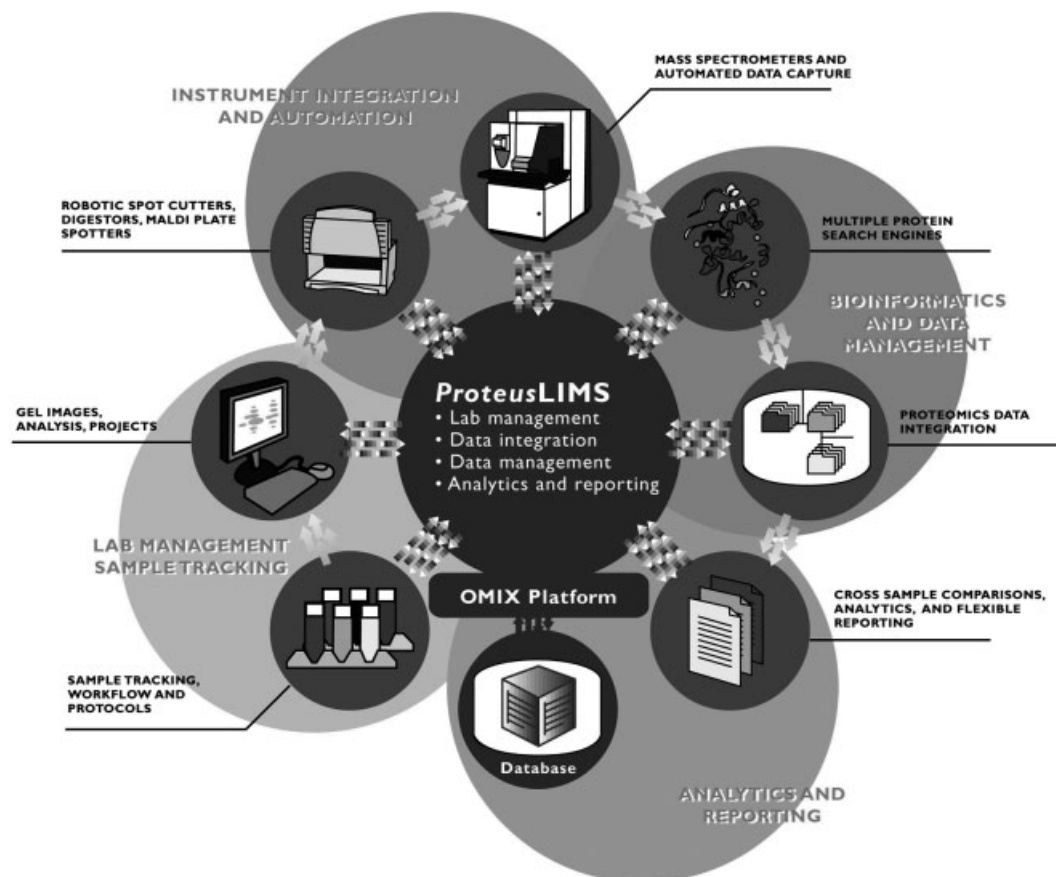 MASS SPECTROMETERS AND
AUTOMATED DATA CAPTURE
INSTRUMENT INTEGRATION
AND AUTOMATION
ROBOTIC SPOT CUTTERS,
DIGESTORS, MALDI PLATE
SPOTTERS
MULTIPLE PROTEIN
SEARCH ENGINES
BIOINFORMATICS
AND DATA
MANAGEMENT
ProteusLIMS
• Lab management
• Data integration
• Data management
• Analytics and reporting
GEL IMAGES,
ANALYSIS, PROJECTS
PROTEOMICS DATA
INTEGRATION
LAB MANAGEMENT
SAMPLE TRACKING
OMIX Platform
CROSS SAMPLE COMPARISONS,
ANALYTICS, AND FLEXIBLE
REPORTING
SAMPLE TRACKING,
WORKFLOW AND
PROTOCOLS
Database
ANALYTICS AND
REPORTING